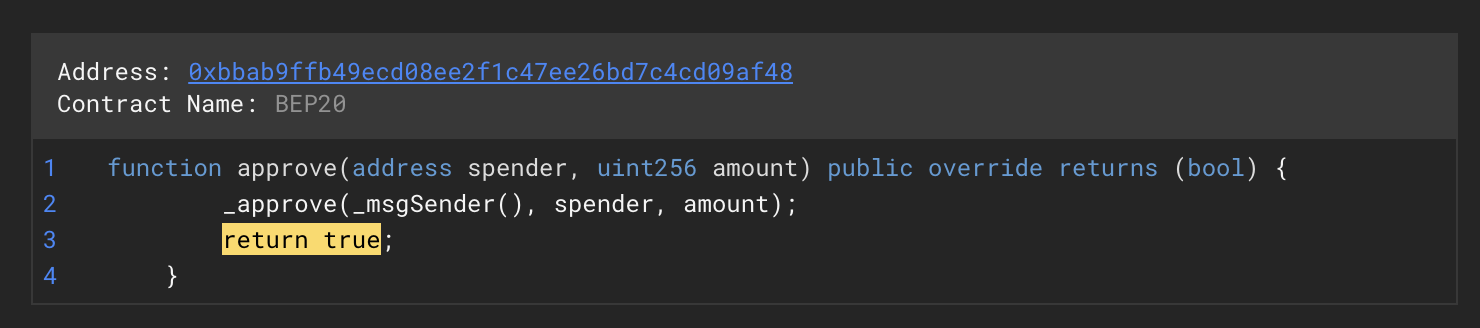 Address: 0xbbab9ffb49ecd08ee2f1c47ee26bd7c4cd09af48
Contract Name: BEP20
1 function approve(address spender, uint256 amount) public override returns (bool) {
2 _approve(_msgSender(), spender, amount);
3 return true;
4 }